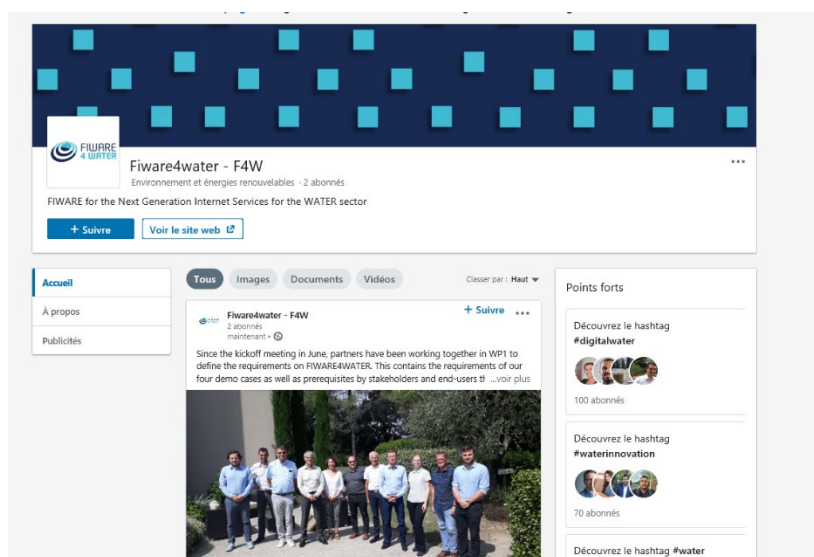 FIWARE
4 WATER
Fiware4water - F4W
Environnement et énergies renouvelables · 2 abonnés
FIWARE for the Next Generation Internet Services for the WATER sector
+ Suivre
Voir le site web
Accueil
À propos
Publicités
Tous
Images
Documents
Vidéos
Classer par : Haut
Fiware4water - F4W
2 abonnés
maintenant •
+ Suivre
Since the kickoff meeting in June, partners have been working together in WP1 to
define the requirements on FIWARE4WATER. This contains the requirements of our
four demo cases as well as prerequisites by stakeholders and end-users ...voir plus
Points forts
Découvrez le hashtag
#digitalwater
100 abonnés
Découvrez le hashtag
#waterinnovation
70 abonnés
Découvrez le hashtag #water